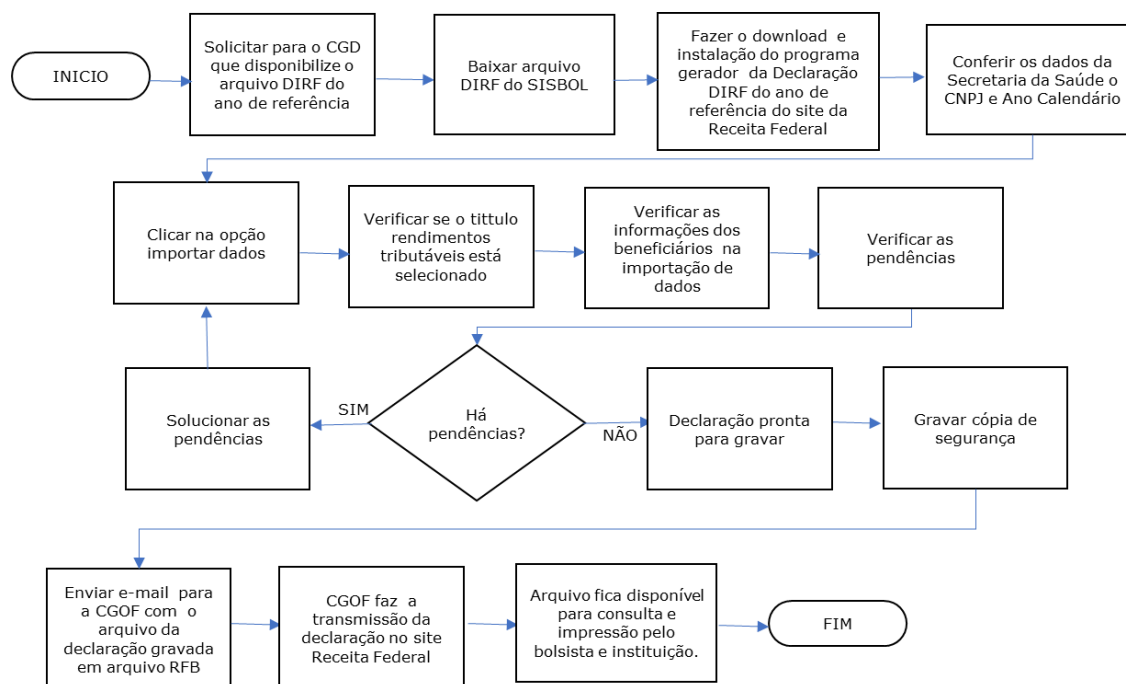 INICIO
Solicitar para o CGD
que disponibilize o
arquivo DIRF do
ano de referência
Baixar arquivo
DIRF do SISBOL
Fazer o download e
instalação do programa
gerador da Declaração
DIRF do ano de
referência do site da
Receita Federal
Conferir os dados da
Secretaria da Saúde o
CNPJ e Ano Calendário
Clicar na opção
importar dados
Verificar se o tittulo
rendimentos
tributáveis está
selecionado
Verificar as
informações dos
beneficiários na
importação de
dados
Verificar as
pendências
Solucionar as
pendências
SIM
Há
pendências?
NÃO
Declaração pronta
para gravar
Gravar cópia de
segurança
Enviar e-mail para
a CGOF com o
arquivo da
declaração gravada
em arquivo RFB
CGOF faz a
transmissão da
declaração no site
Receita Federal
Arquivo fica disponível
para consulta e
impressão pelo
bolsista e instituição.
FIM